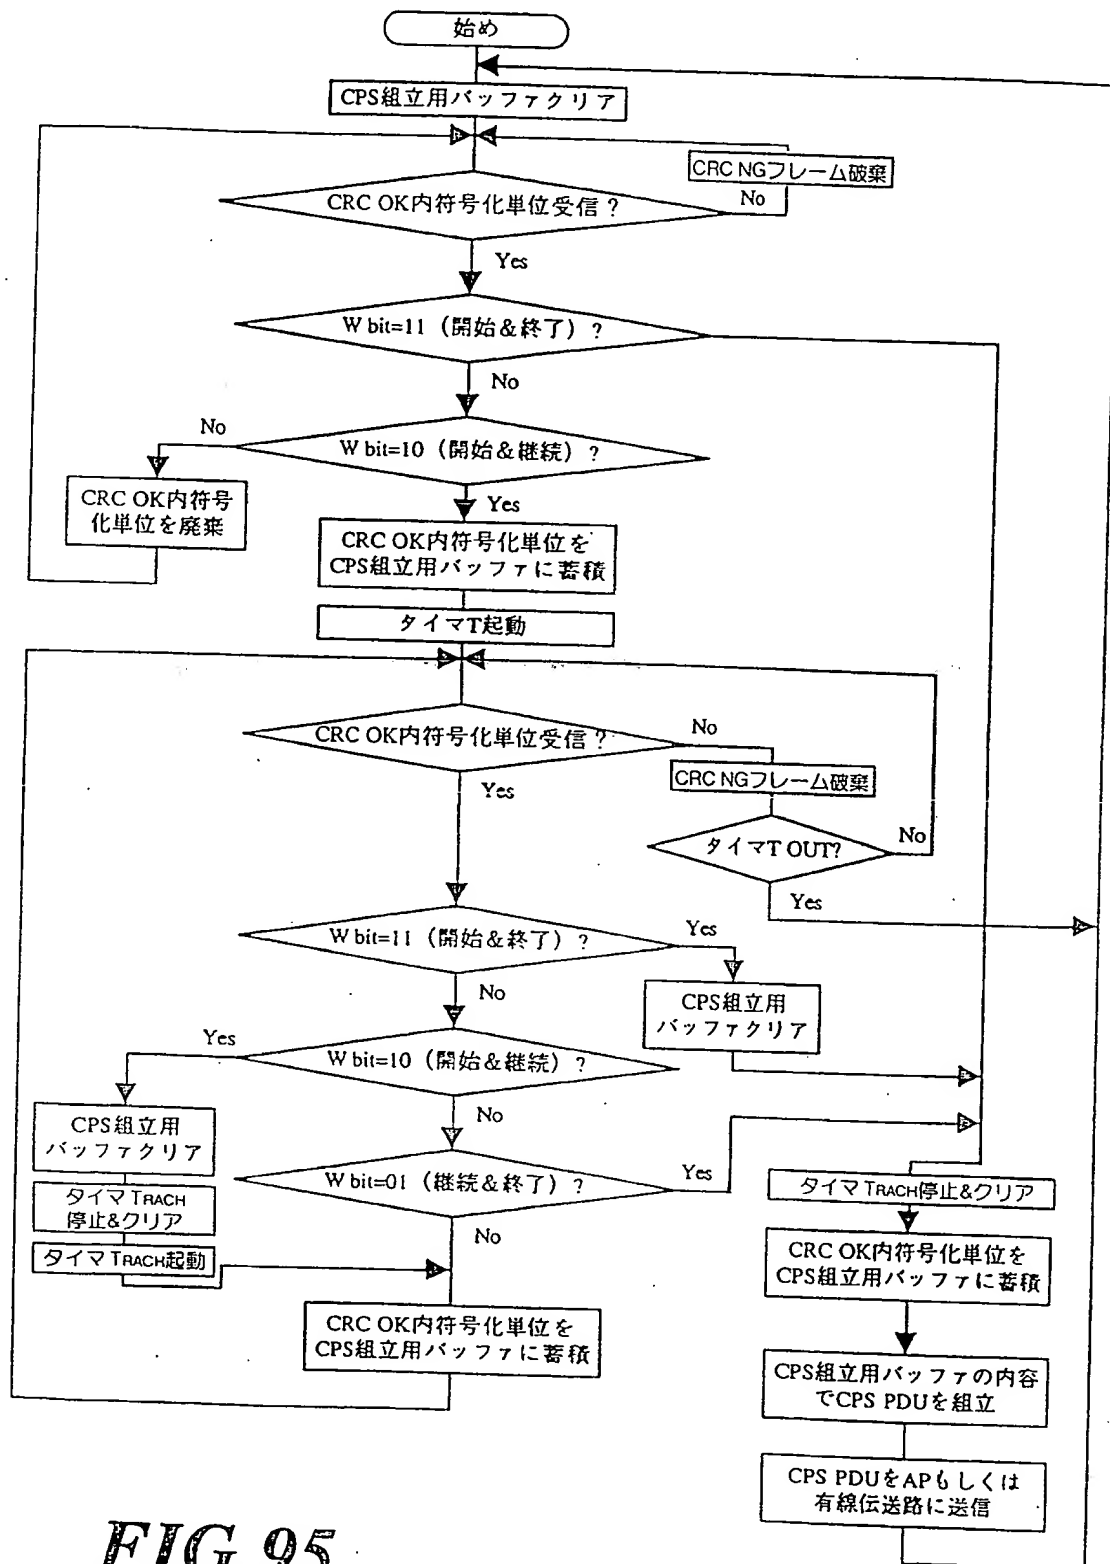 始め
CPS組立用バッファクリア
CRC NGフレーム破棄
CRC OK内符号化単位受信?
No
Yes
W bit=11 (開始&終了) ?
No
No
W bit=10 (開始&継続) ?
Yes
CRC OK内符号
化単位を廃棄
CRC OK内符号化単位を
CPS組立用バッファに蓄積
タイマT起動
CRC OK内符号化単位受信?
No
CRC NGフレーム破棄
Yes
タイマT OUT?
No
Yes
W bit=11 (開始&終了) ?
Yes
No
CPS組立用
バッファクリア
Yes
W bit=10 (開始&継続) ?
No
CPS組立用
バッファクリア
W bit=01 (継続&終了) ?
Yes
タイマ TRACH
停止&クリア
タイマ TRACH停止&クリア
No
タイマ TRACH起動
CRC OK内符号化単位を
CPS組立用バッファに蓄積
CRC OK内符号化単位を
CPS組立用バッファに蓄積
CPS組立用バッファの内容
でCPS PDUを組立
CPS PDUをAPもしくは
有線伝送路に送信
FIG.95